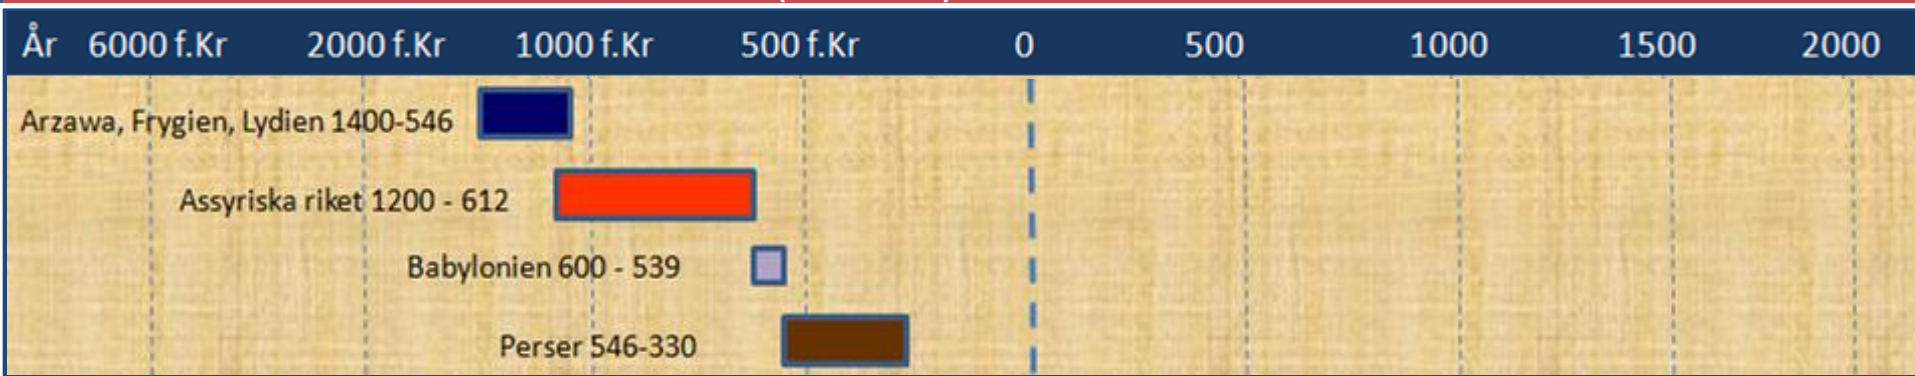 År 6000 f.Kr 2000 f.Kr 1000 f.Kr 500 f.Kr 0 500 1000 1500 2000
Arzawa, Frygien, Lydien 1400-546
Assyriska riket 1200 - 612
Babylonien 600 - 539
Perser 546-330